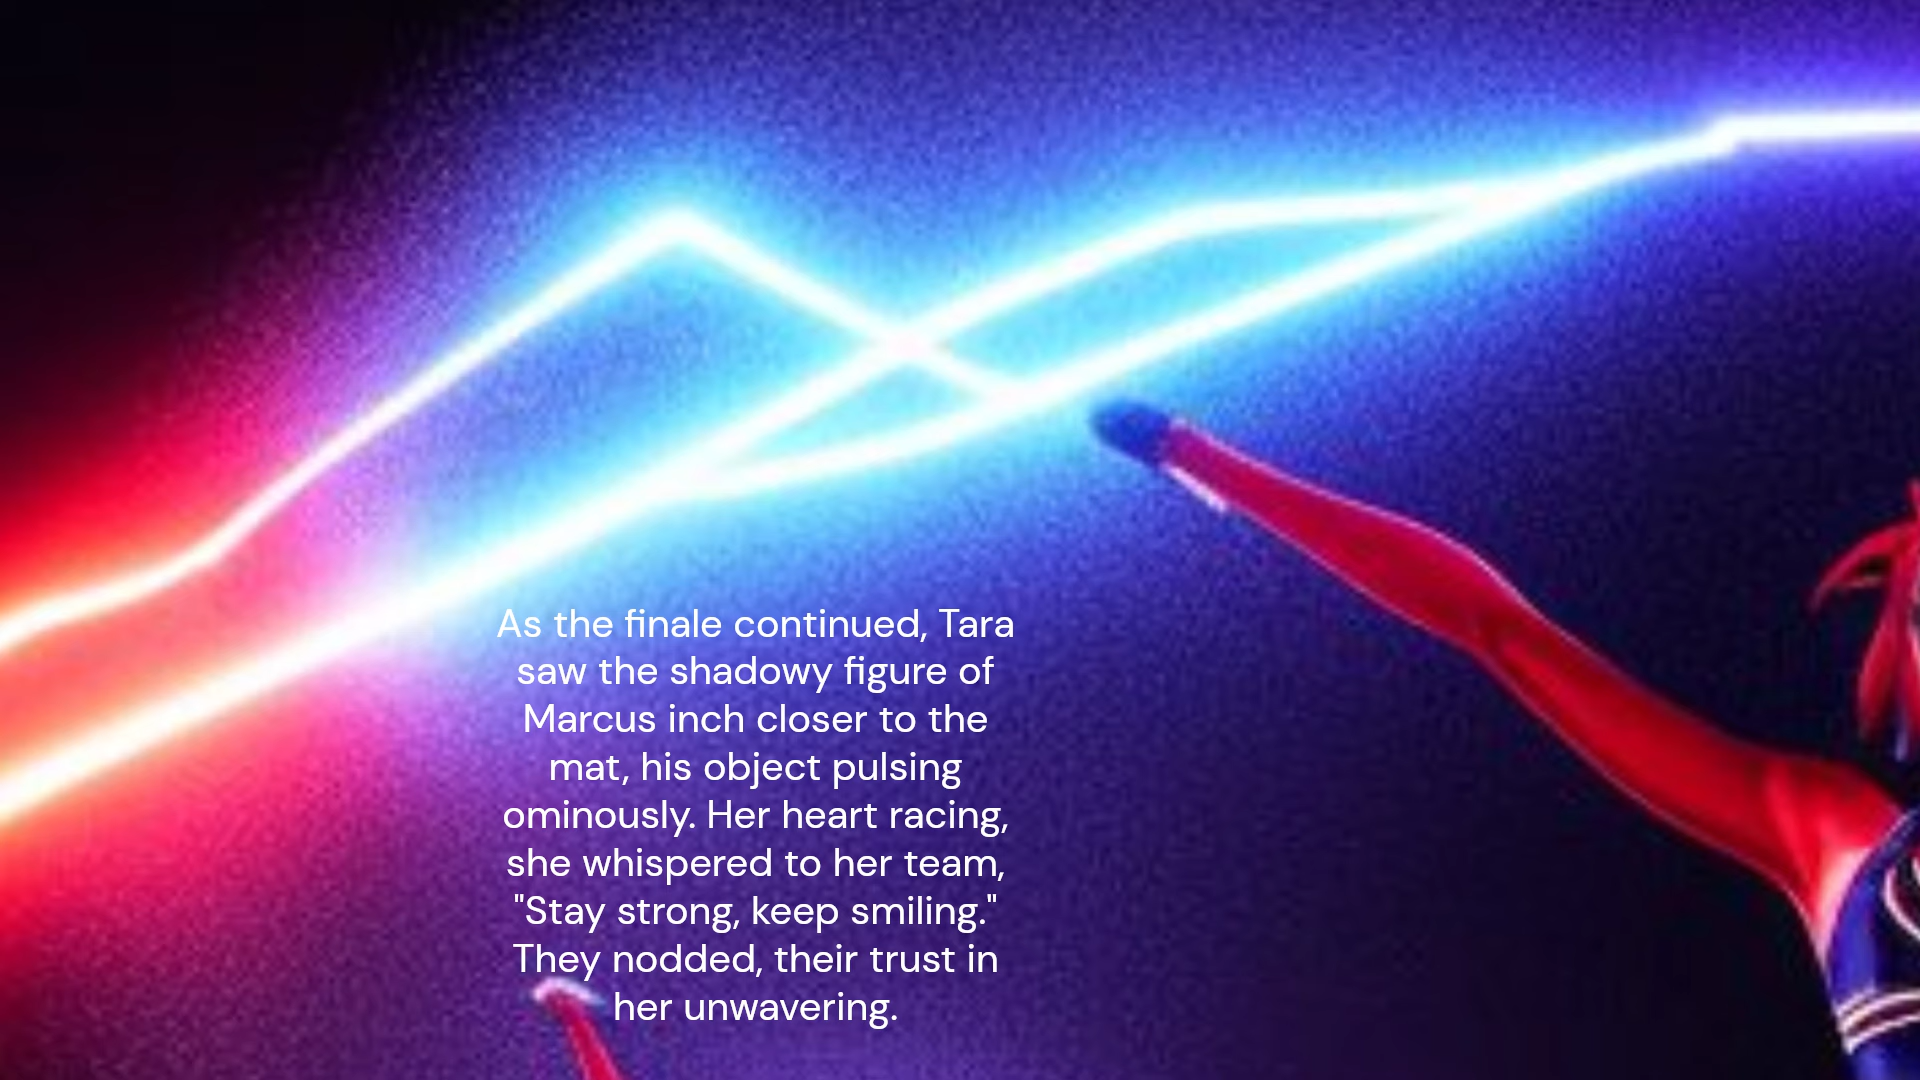 As the finale continued, Tara
saw the shadowy figure of
Marcus inch closer to the
mat, his object pulsing
ominously. Her heart racing,
she whispered to her team,
"Stay strong, keep smiling."
They nodded, their trust in
her unwavering.